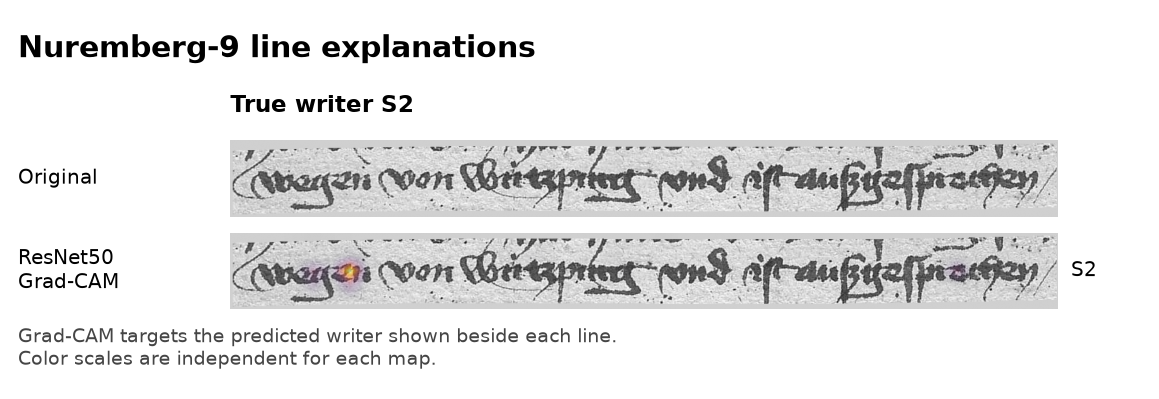 Nuremberg-9 line explanations
True writer S2
Original
wegen von Wirtzpurg vnd ist außgesprochen /
ResNet50
Grad-CAM
wegen von Wirtzpurg vnd ist außgesprochen /
S2
Grad-CAM targets the predicted writer shown beside each line.
Color scales are independent for each map.